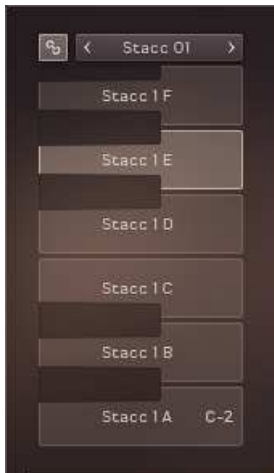 < Stacc 01 >
Stacc 1 F
Stacc 1 E
Stacc 1 D
Stacc 1 C
Stacc 1 B
Stacc 1 A C-2